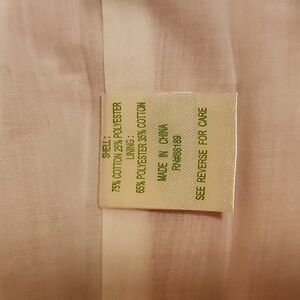 SHELL:
75% COTTON 25% POLYESTER
LINING:
65% POLYESTER 35% COTTON
MADE IN CHINA
RN#88189
SEE REVERSE FOR CARE